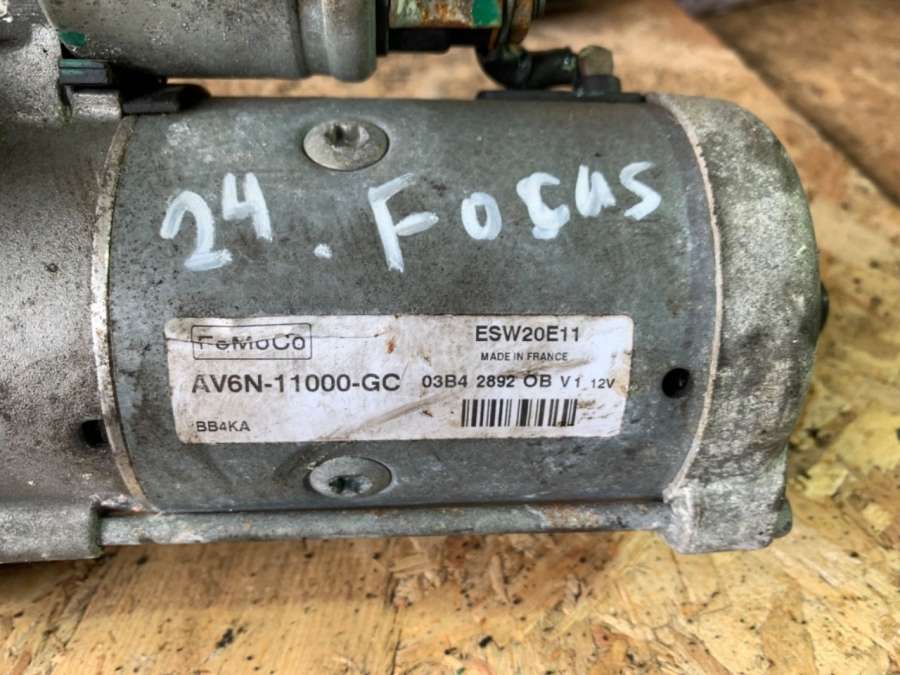 24. Focus
FoMoCo
ESW20E11
MADE IN FRANCE
AV6N-11000-GC 03B4 2892 OB V1 12V
BB4KA